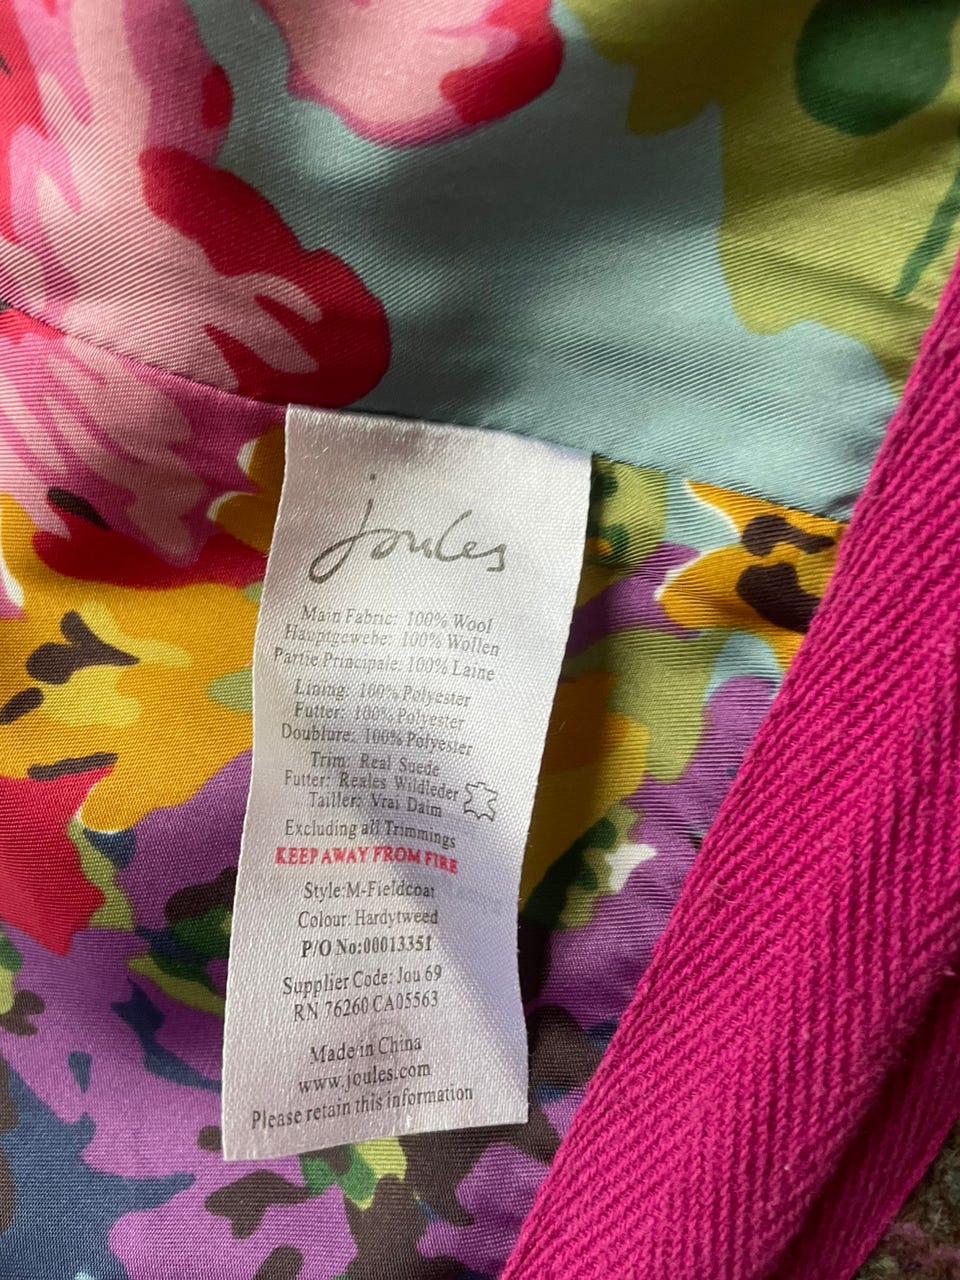 Joules
Main Fabric: 100% Wool
Hauptgewebe: 100% Wollen
Partie Principale: 100% Laine
Lining: 100% Polyester
Futter: 100% Polyester
Doublure: 100% Polyester
Trim: Real Suede
Futter: Reales Wildleder
Tailler: Vrai Daim
Excluding all Trimmings
KEEP AWAY FROM FIRE
Style:M-Fieldcoat
Colour: Hardytweed
P/O No:00013351
Supplier Code: Jou 69
RN 76260 CA05563
Made in China
www.joules.com
Please retain this information